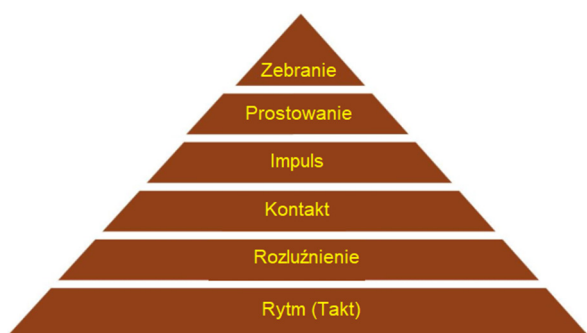 Zebranie
Prostowanie
Impuls
Kontakt
Rozluźnienie
Rytm (Takt)